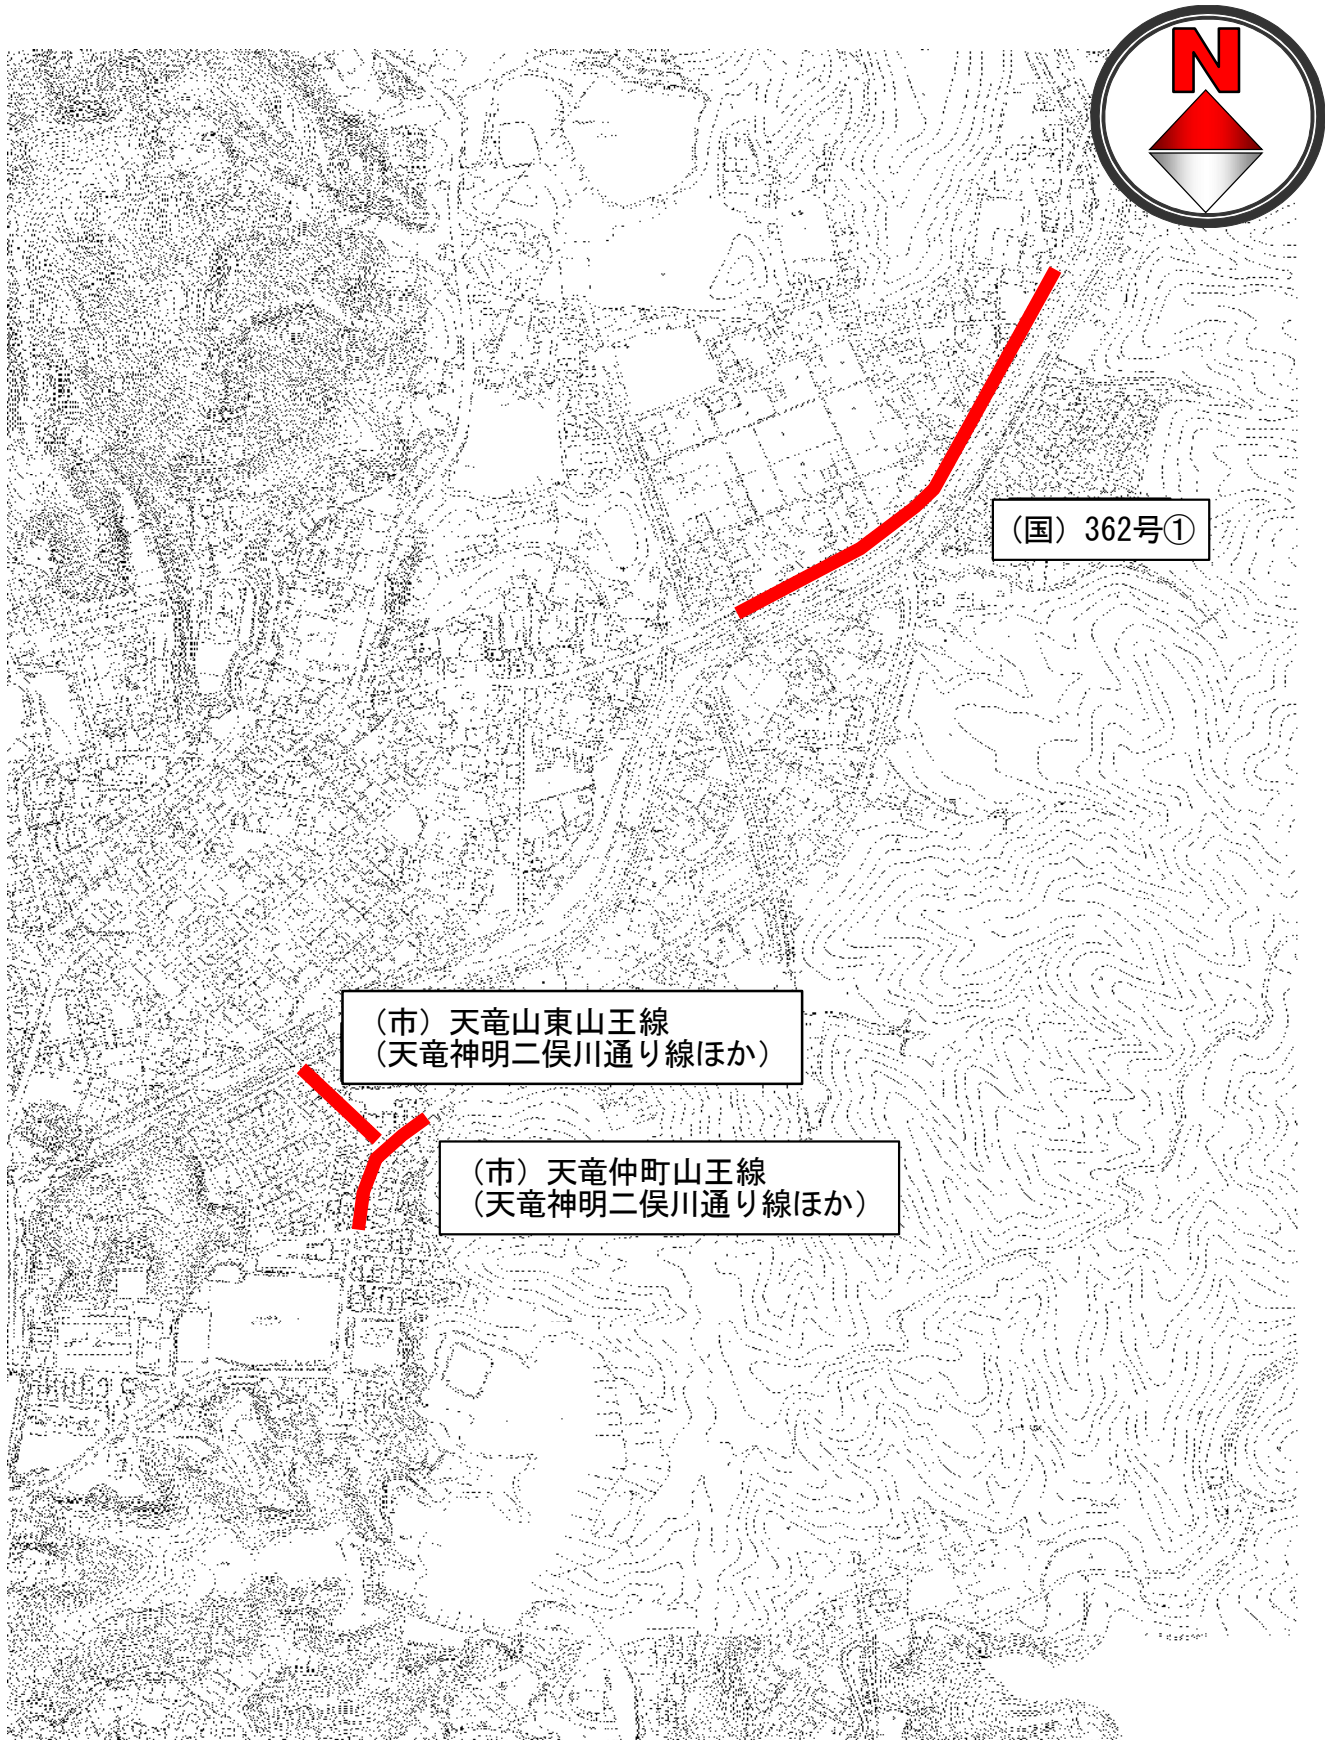 N
（国）362号①
（市）天竜山東山王線
（天竜神明二俣川通り線ほか）
（市）天竜仲町山王線
（天竜神明二俣川通り線ほか）